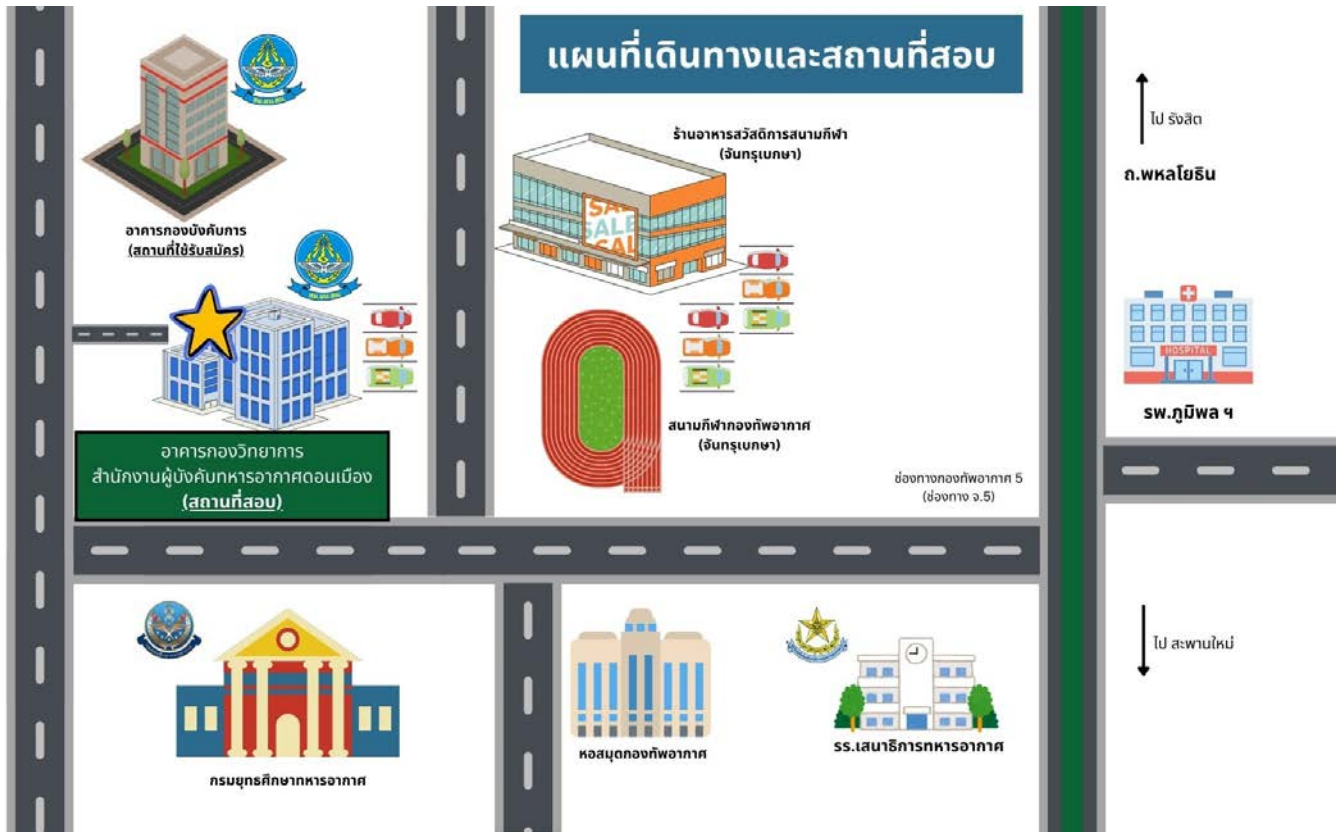 แผนที่เดินทางและสถานที่สอบ
ไป รังสิต
ถ.พหลโยธิน
ร้านอาหารสวัสดิการสนามกีฬา
(จันทรุเบกษา)
SALE
SALE
SALE
อาคารกองบังคับการ
(สถานที่ใช้รับสมัคร)
HOSPITAL
รพ.ภูมิพล ฯ
สนามกีฬากองทัพอากาศ
(จันทรุเบกษา)
อาคารกองวิทยาการ
สำนักงานผู้บังคับทหารอากาศดอนเมือง
(สถานที่สอบ)
ช่องทางกองทัพอากาศ 5
(ช่องทาง จ.5)
ไป สะพานใหม่
กรมยุทธศึกษาทหารอากาศ
หอสมุดกองทัพอากาศ
รร.เสนาธิการทหารอากาศ